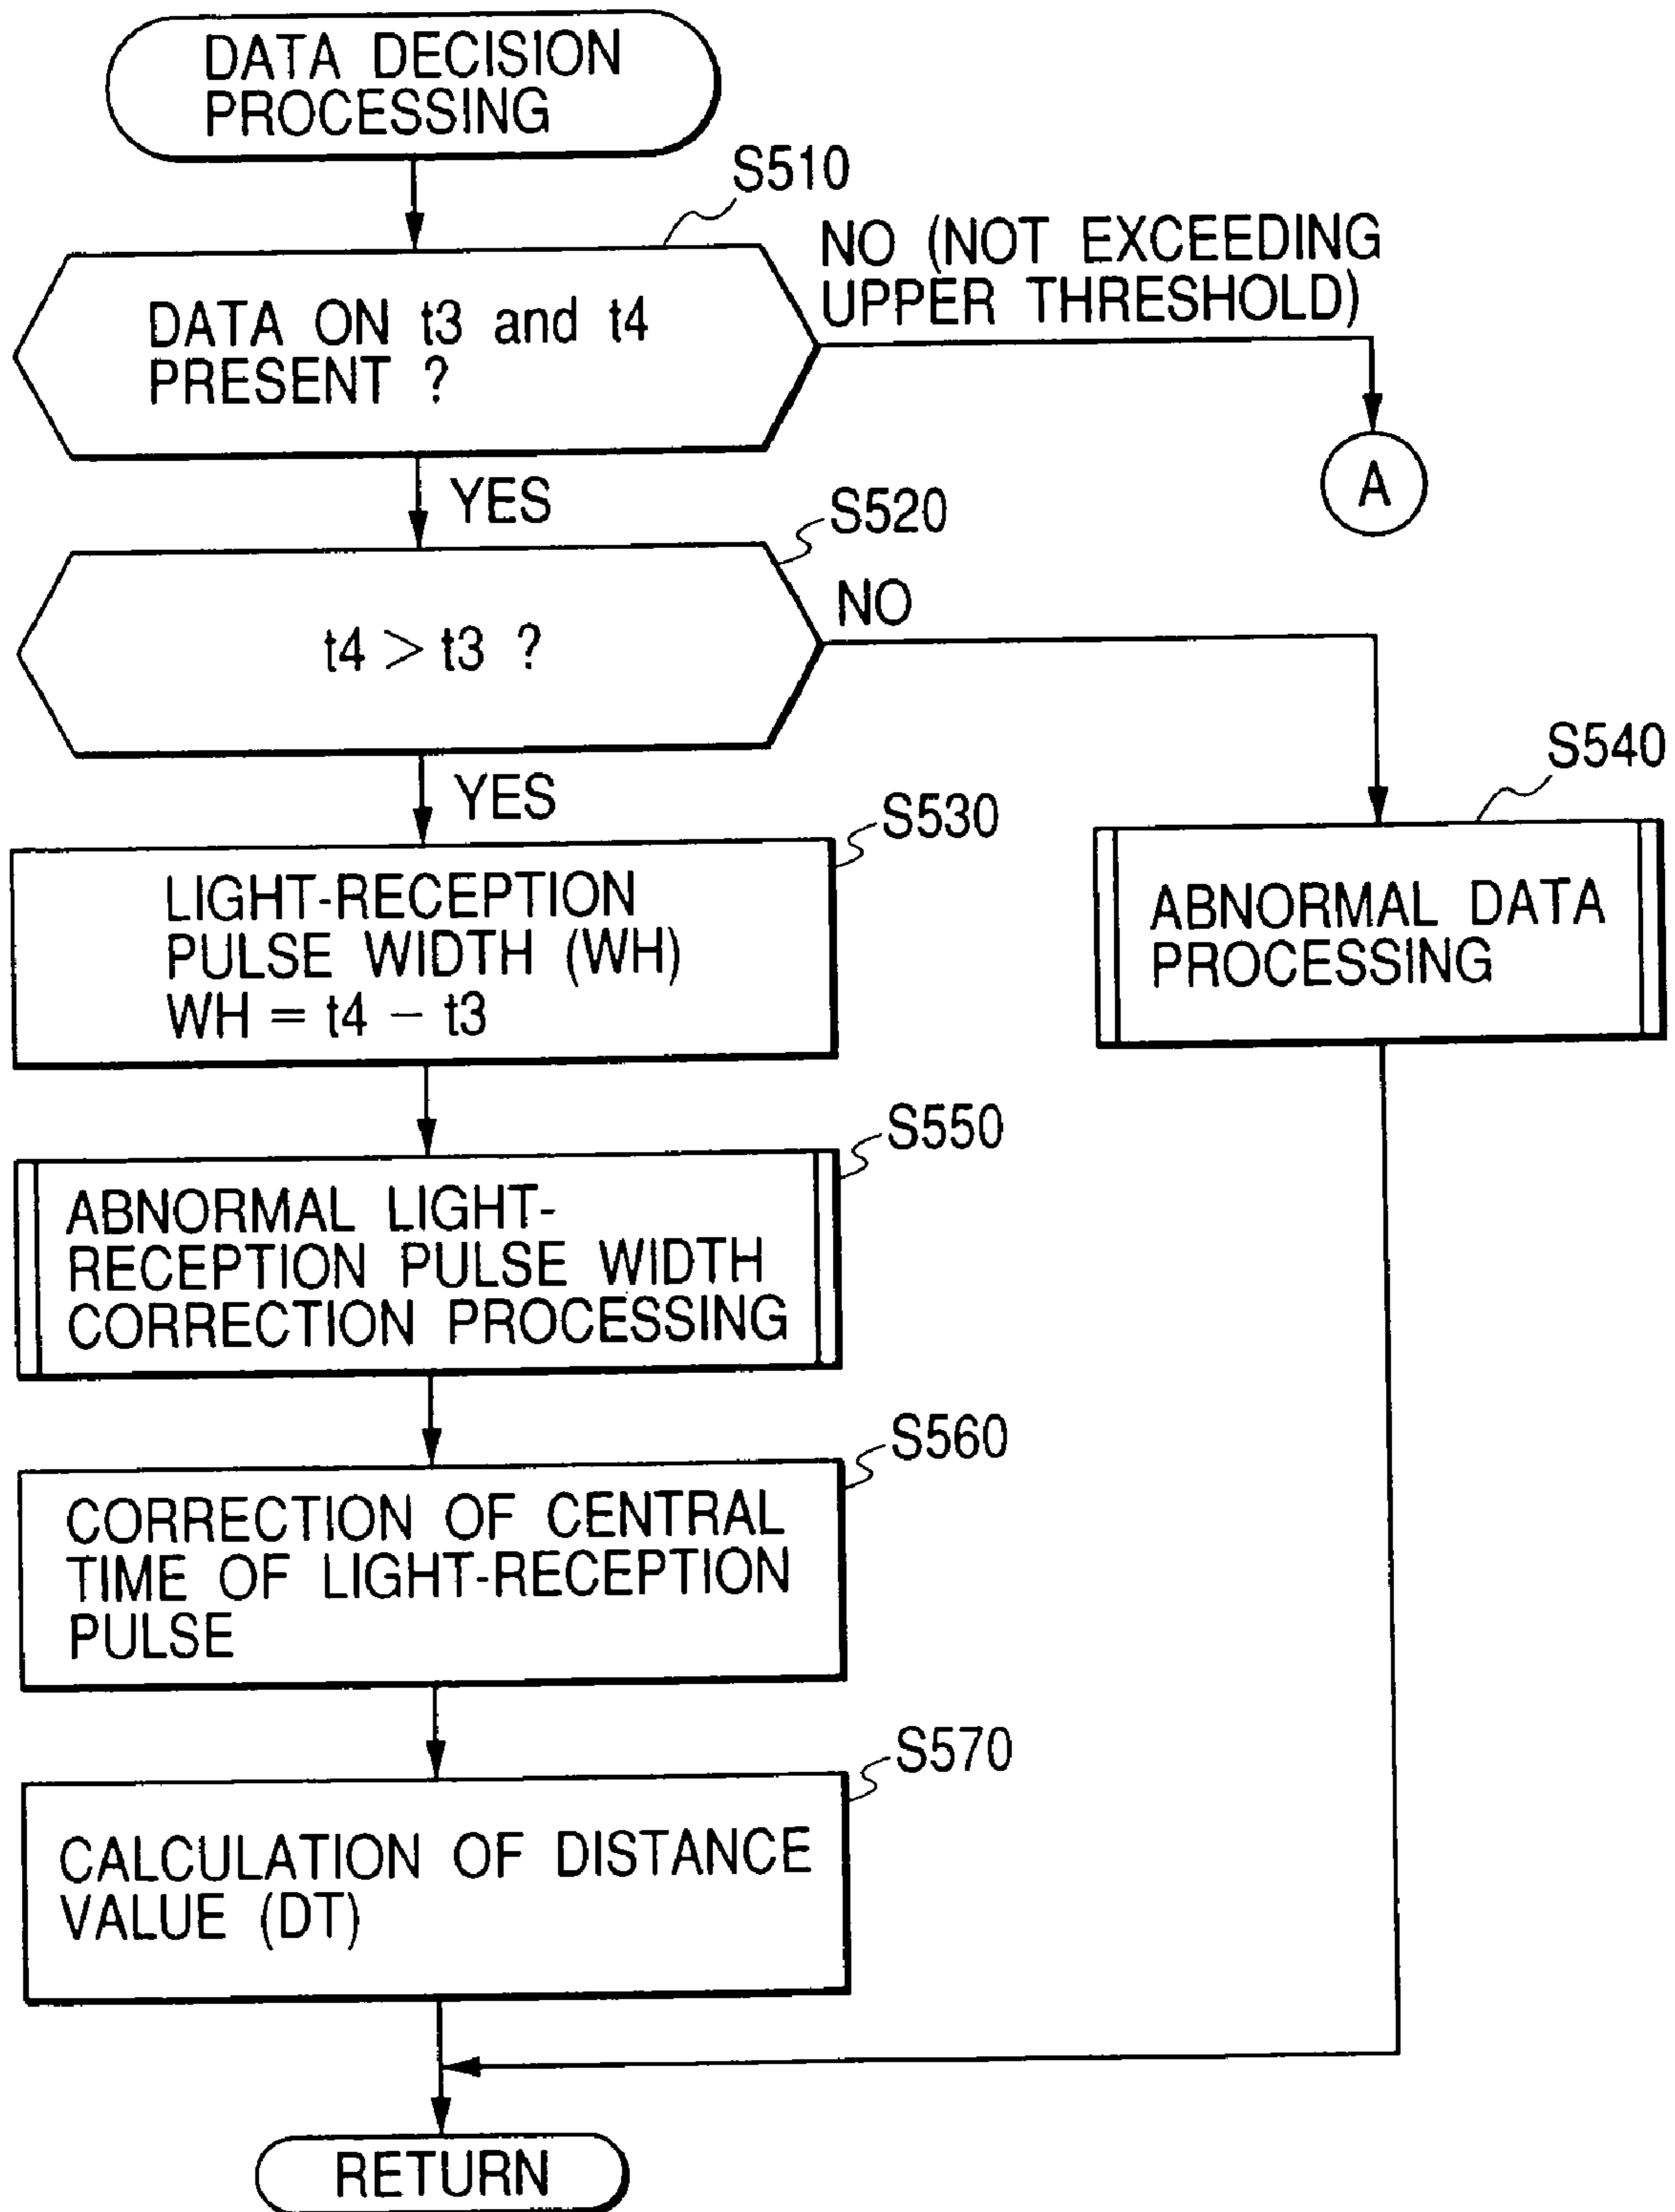 DATA DECISION
PROCESSING
S510
NO (NOT EXCEEDING
UPPER THRESHOLD)
DATA ON t3 and t4
PRESENT ?
A
YES
S520
NO
t4 > t3 ?
YES
S530
S540
LIGHT-RECEPTION
PULSE WIDTH (WH)
WH = t4 − t3
ABNORMAL DATA
PROCESSING
S550
ABNORMAL LIGHT-
RECEPTION PULSE WIDTH
CORRECTION PROCESSING
S560
CORRECTION OF CENTRAL
TIME OF LIGHT-RECEPTION
PULSE
S570
CALCULATION OF DISTANCE
VALUE (DT)
RETURN